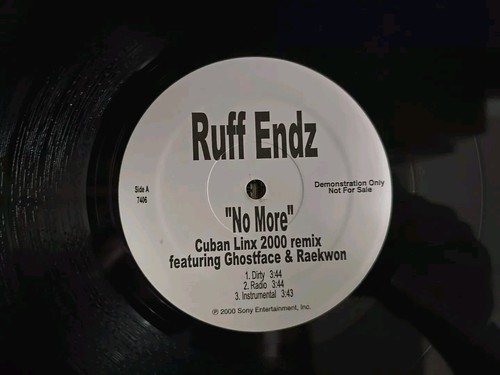 Ruff Endz
Side A
7406
Demonstration Only
Not For Sale
"No More"
Cuban Linx 2000 remix
featuring Ghostface & Raekwon
1. Dirty 3:44
2. Radio 3:44
3. Instrumental 3:43
℗ 2000 Sony Entertainment, Inc.